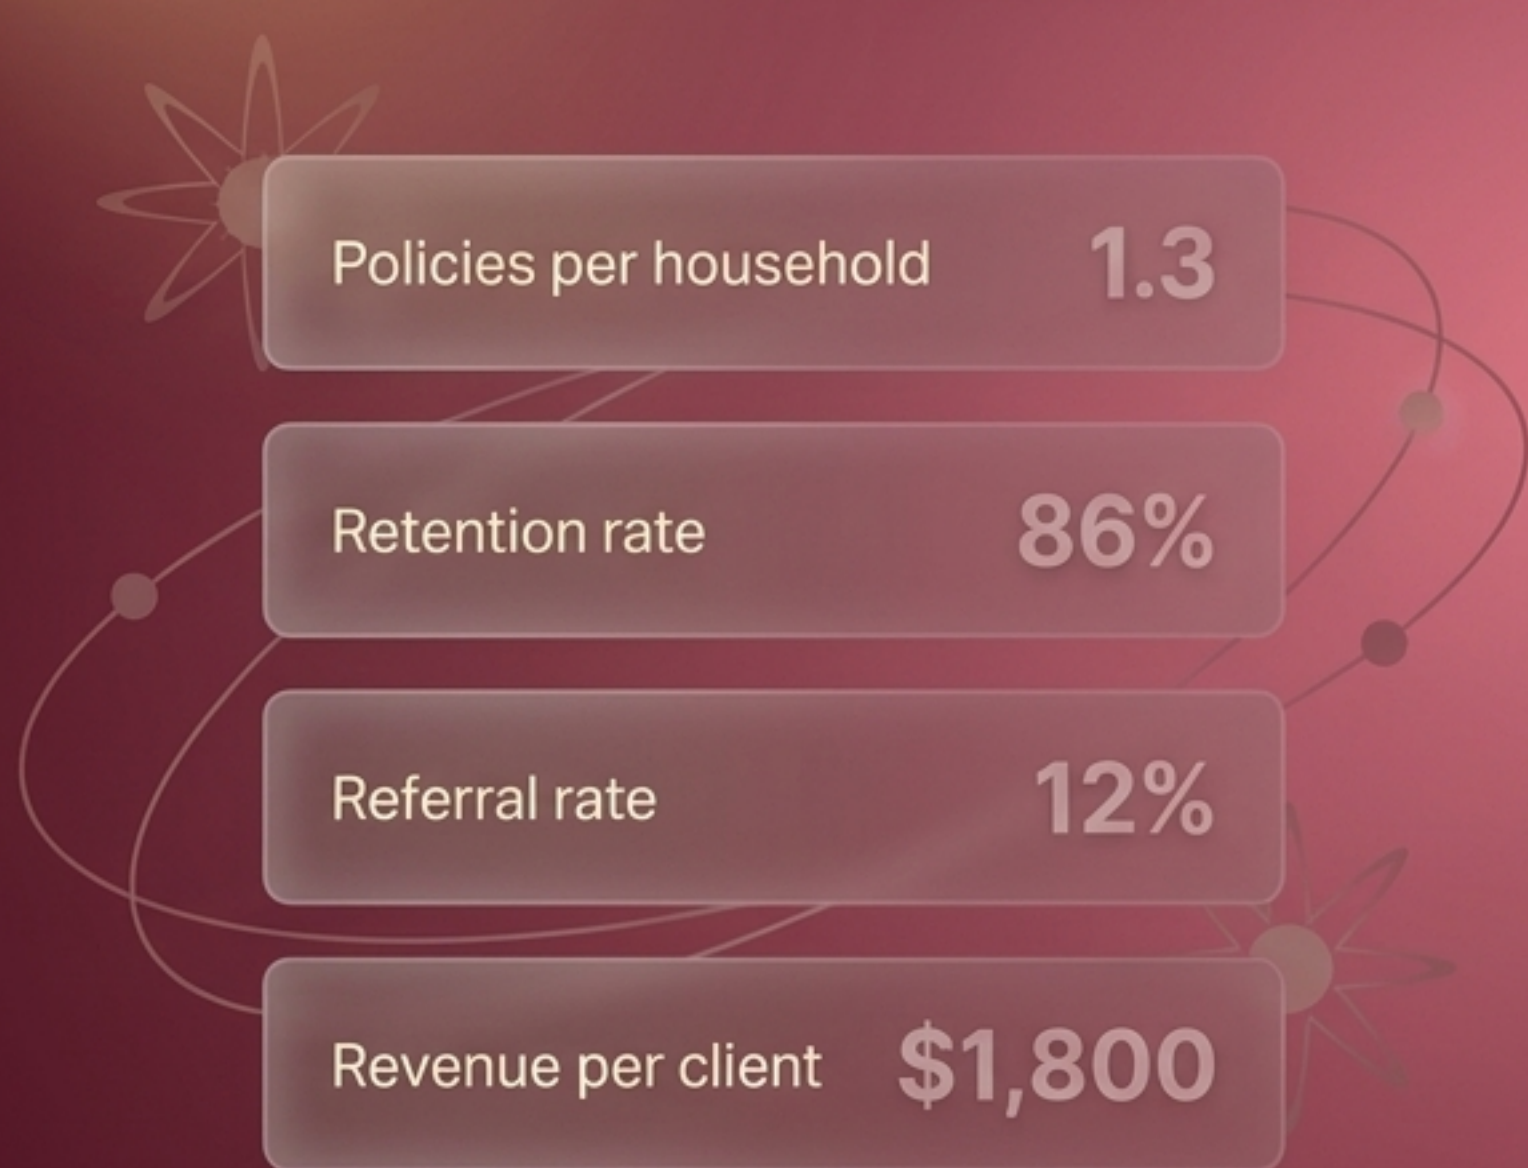 Policies per household 1.3
Retention rate 86%
Referral rate 12%
Revenue per client $1,800